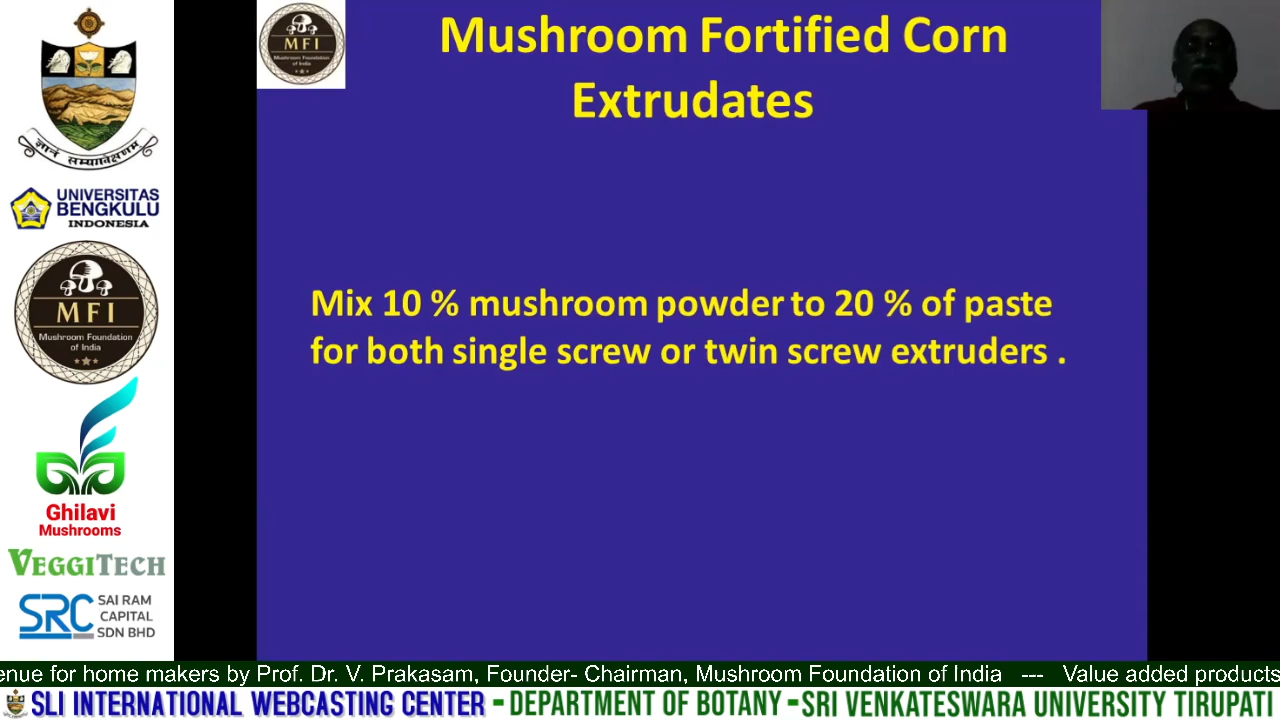 ज्ञानं सम्यगवेक्षणम्
UNIVERSITAS
BENGKULU
INDONESIA
MFI
Mushroom Foundation
of India
Ghilavi
Mushrooms
VEGGITECH
SRC
SAI RAM
CAPITAL
SDN BHD
MFI
Mushroom Foundation
of India
Mushroom Fortified Corn
Extrudates
Mix 10 % mushroom powder to 20 % of paste
for both single screw or twin screw extruders .
enue for home makers by Prof. Dr. V. Prakasam, Founder- Chairman, Mushroom Foundation of India --- Value added products
SLI INTERNATIONAL WEBCASTING CENTER - DEPARTMENT OF BOTANY - SRI VENKATESWARA UNIVERSITY TIRUPATI